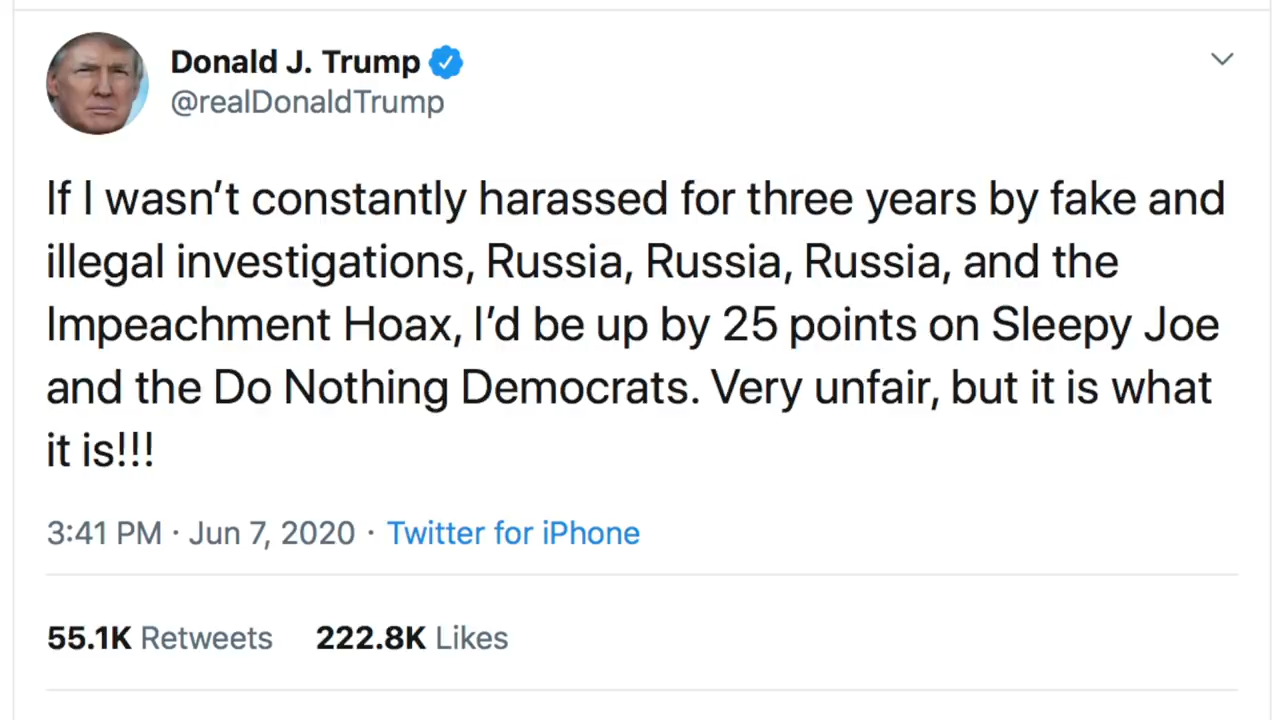 Donald J. Trump
@realDonaldTrump
If I wasn’t constantly harassed for three years by fake and
illegal investigations, Russia, Russia, Russia, and the
Impeachment Hoax, I’d be up by 25 points on Sleepy Joe
and the Do Nothing Democrats. Very unfair, but it is what
it is!!!
3:41 PM · Jun 7, 2020 · Twitter for iPhone
55.1K Retweets 222.8K Likes